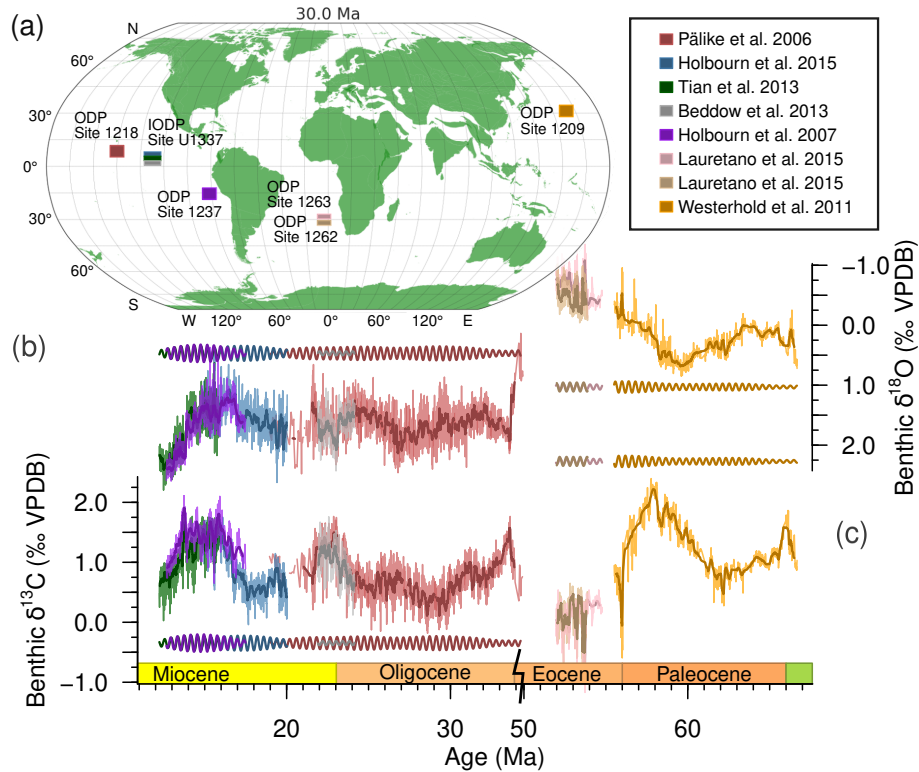 (a)
30.0 Ma
N
60°
30°
0°
30°
60°
S
W 120° 60° 0° 60° 120° E
ODP
Site 1218
IODP
Site U1337
ODP
Site 1237
ODP
Site 1263
ODP
Site 1262
ODP
Site 1209
Pälike et al. 2006
Holbourn et al. 2015
Tian et al. 2013
Beddow et al. 2013
Holbourn et al. 2007
Lauretano et al. 2015
Lauretano et al. 2015
Westerhold et al. 2011
(b)
−1.0
0.0
1.0
2.0
Benthic δ18O (‰ VPDB)
2.0
1.0
0.0
−1.0
Benthic δ13C (‰ VPDB)
(c)
Miocene Oligocene Eocene Paleocene
20 30 50 60
Age (Ma)